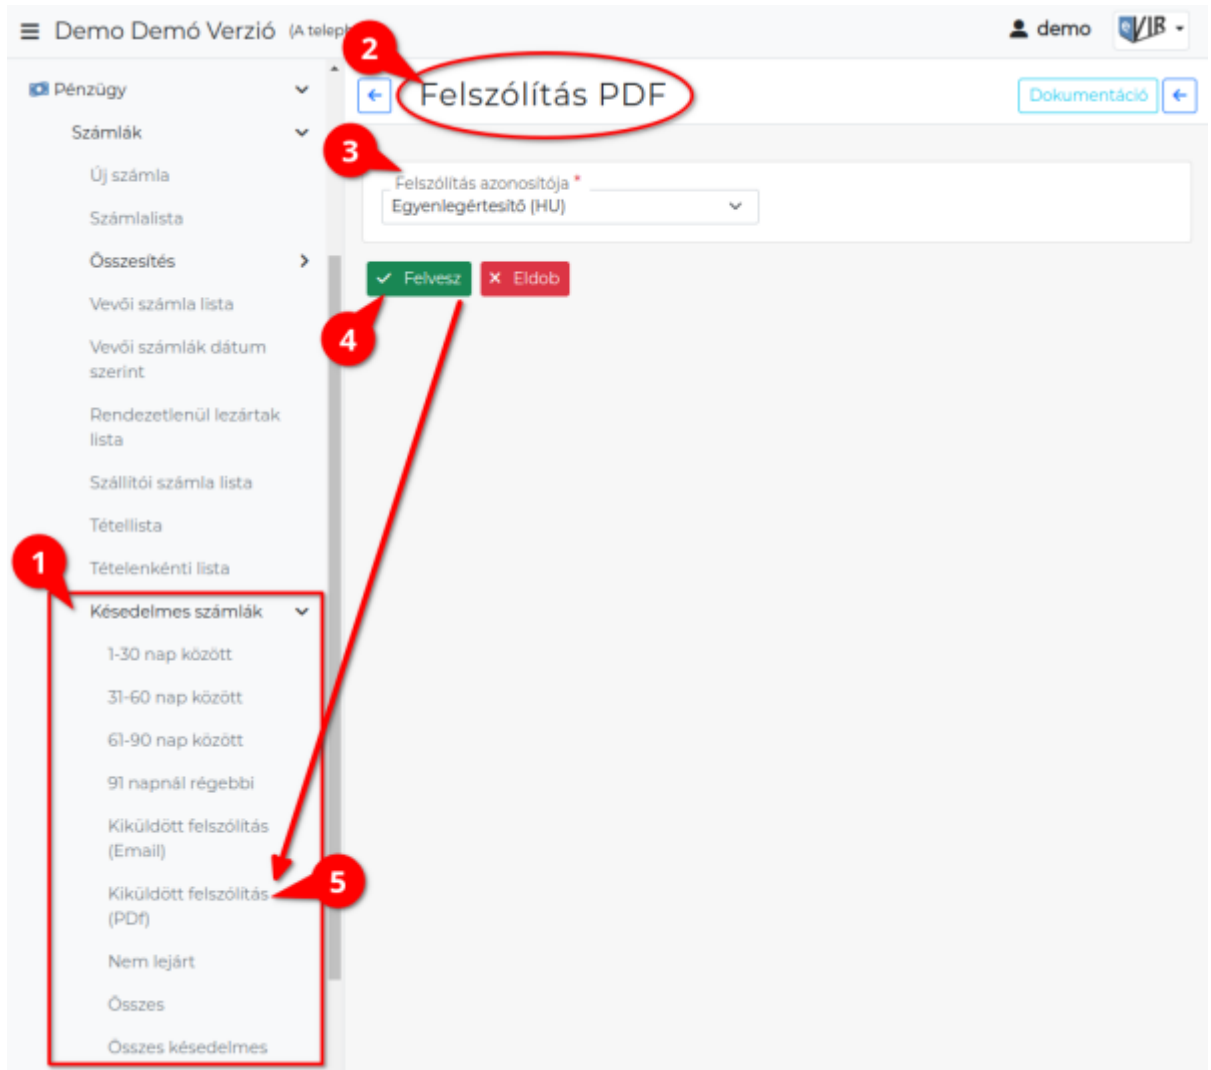 Demo Demó Verzió (A telep
demo VIB
2
Pénzügy
Felszólítás PDF
Dokumentáció
Számlák
3
Új számla
Felszólítás azonosítója *
Egyenlegértesítő (HU)
Számlalista
Összesítés
Felvesz
Eldob
Vevői számla lista
4
Vevői számlák dátum
szerint
Rendezetlenül lezártak
lista
Szállítói számla lista
Tétellista
1
Tételenkénti lista
Késedelmes számlák
1-30 nap között
31-60 nap között
61-90 nap között
91 napnál régebbi
Kiküldött felszólítás
(Email)
5
Kiküldött felszólítás
(PDf)
Nem lejárt
Összes
Összes késedelmes